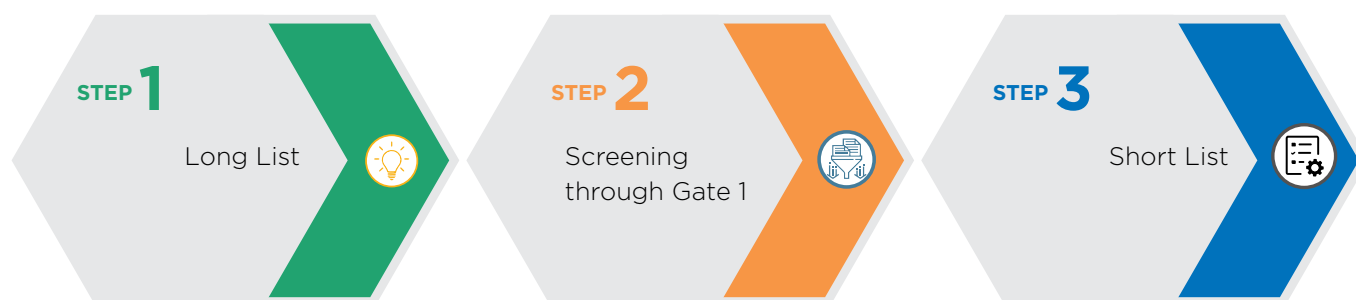 STEP 1
Long List
STEP 2
Screening
through Gate 1
STEP 3
Short List